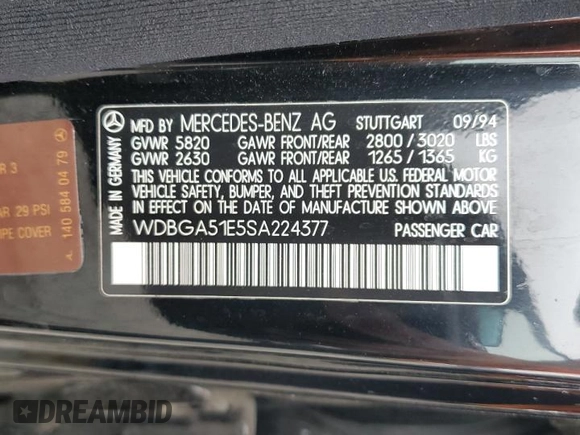 MADE IN GERMANY
MFD BY MERCEDES-BENZ AG STUTTGART 09/94
GVWR 5820 GAWR FRONT/REAR 2800/3020 LBS
GVWR 2630 GAWR FRONT/REAR 1265/1365 KG
THIS VEHICLE CONFORMS TO ALL APPLICABLE U.S. FEDERAL MOTOR
VEHICLE SAFETY, BUMPER, AND THEFT PREVENTION STANDARDS
IN EFFECT ON THE DATE OF MANUFACTURE SHOWN ABOVE.
WDBGA51E5SA224377 PASSENGER CAR
R 3
AR 29 PSI
PE COVER
A. 140 584 04 79
DREAMBID